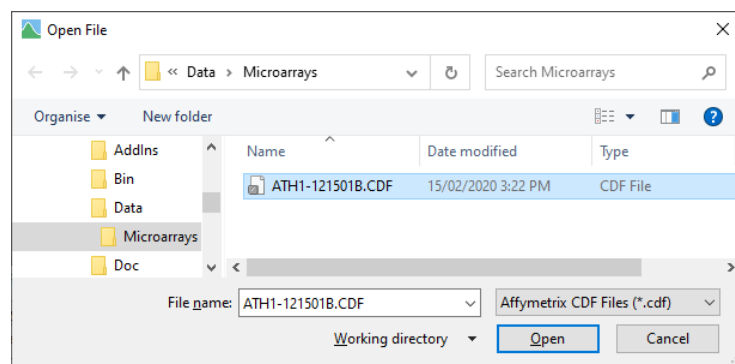 Open File
« Data > Microarrays
Search Microarrays
Organise
New folder
Name
Date modified
Type
AddIns
Bin
Data
Microarrays
Doc
ATH1-121501B.CDF
15/02/2020 3:22 PM
CDF File
File name: ATH1-121501B.CDF
Affymetrix CDF Files (*.cdf)
Working directory
Open
Cancel